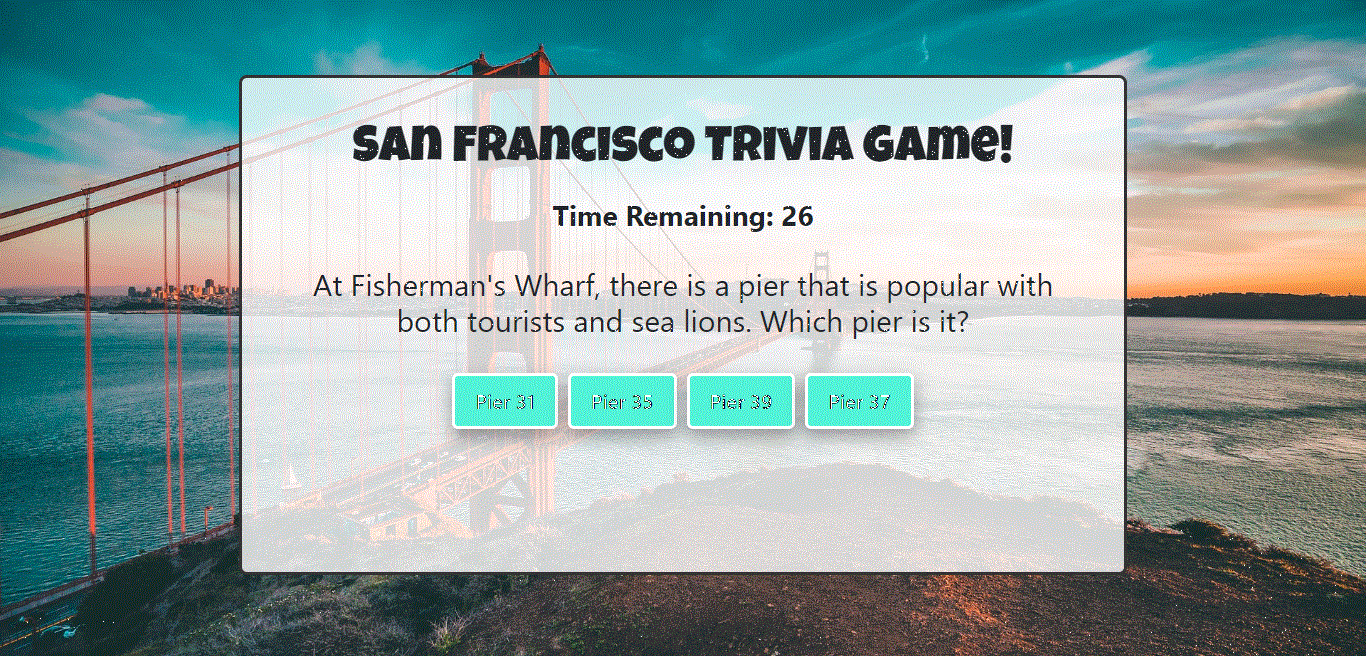 San Francisco Trivia Game!
Time Remaining: 26
At Fisherman's Wharf, there is a pier that is popular with
both tourists and sea lions. Which pier is it?
Pier 31 Pier 35 Pier 39 Pier 37